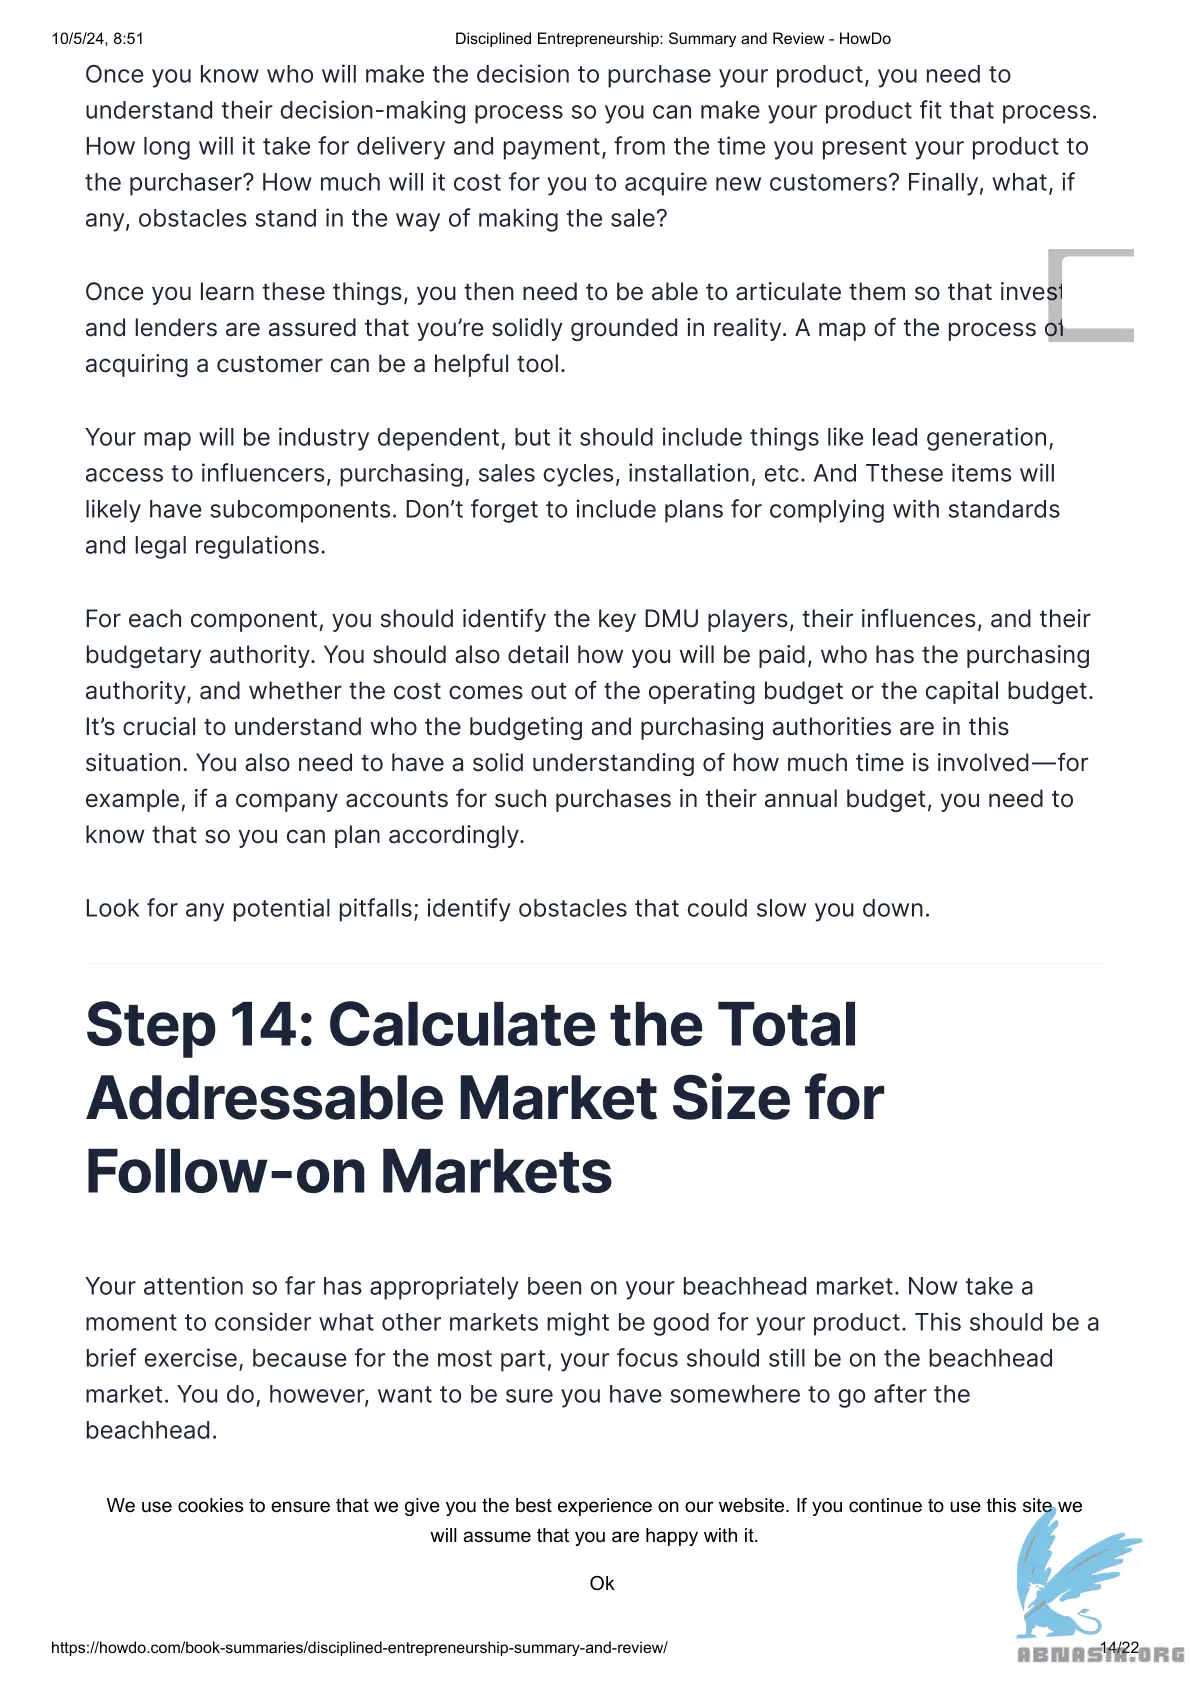 10/5/24, 8:51 Disciplined Entrepreneurship: Summary and Review - HowDo
Once you know who will make the decision to purchase your product, you need to
understand their decision-making process so you can make your product fit that process.
How long will it take for delivery and payment, from the time you present your product to
the purchaser? How much will it cost for you to acquire new customers? Finally, what, if
any, obstacles stand in the way of making the sale?
Once you learn these things, you then need to be able to articulate them so that invest
and lenders are assured that you’re solidly grounded in reality. A map of the process of
acquiring a customer can be a helpful tool.
Your map will be industry dependent, but it should include things like lead generation,
access to influencers, purchasing, sales cycles, installation, etc. And Tthese items will
likely have subcomponents. Don’t forget to include plans for complying with standards
and legal regulations.
For each component, you should identify the key DMU players, their influences, and their
budgetary authority. You should also detail how you will be paid, who has the purchasing
authority, and whether the cost comes out of the operating budget or the capital budget.
It’s crucial to understand who the budgeting and purchasing authorities are in this
situation. You also need to have a solid understanding of how much time is involved—for
example, if a company accounts for such purchases in their annual budget, you need to
know that so you can plan accordingly.
Look for any potential pitfalls; identify obstacles that could slow you down.
Step 14: Calculate the Total
Addressable Market Size for
Follow-on Markets
Your attention so far has appropriately been on your beachhead market. Now take a
moment to consider what other markets might be good for your product. This should be a
brief exercise, because for the most part, your focus should still be on the beachhead
market. You do, however, want to be sure you have somewhere to go after the
beachhead.
We use cookies to ensure that we give you the best experience on our website. If you continue to use this site we
will assume that you are happy with it.
Ok
https://howdo.com/book-summaries/disciplined-entrepreneurship-summary-and-review/ 14/22
ABNASIA.ORG